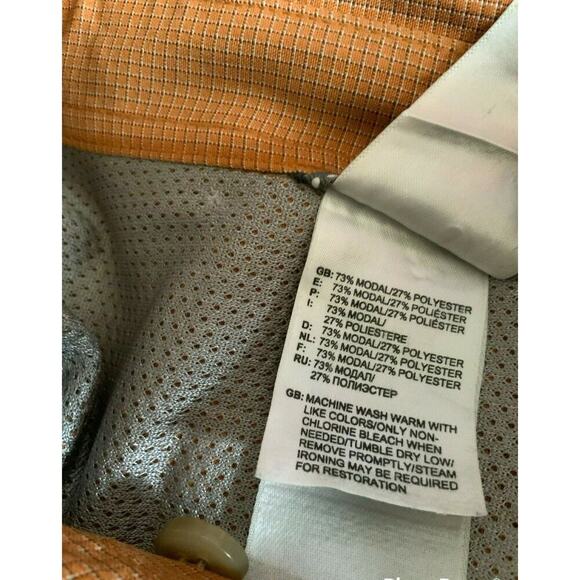 GB: 73% MODAL/27% POLYESTER
E: 73% MODAL/27% POLIÉSTER
P: 73% MODAL/27% POLIÉSTER
I: 73% MODAL/
27% POLIESTERE
D: 73% MODAL/27% POLYESTER
NL: 73% MODAL/27% POLYESTER
F: 73% MODAL/27% POLYESTER
RU: 73% МОДАЛ/
27% ПОЛИЭСТЕР
GB: MACHINE WASH WARM WITH
LIKE COLORS/ONLY NON-
CHLORINE BLEACH WHEN
NEEDED/TUMBLE DRY LOW/
REMOVE PROMPTLY/STEAM
IRONING MAY BE REQUIRED
FOR RESTORATION